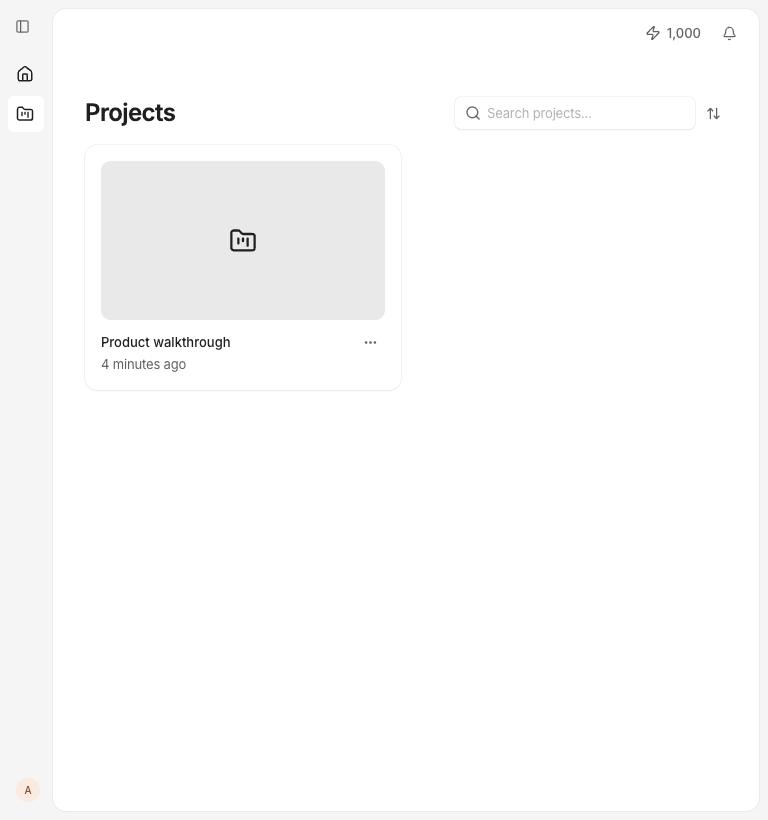 1,000
Projects
Search projects...
Product walkthrough
4 minutes ago
A